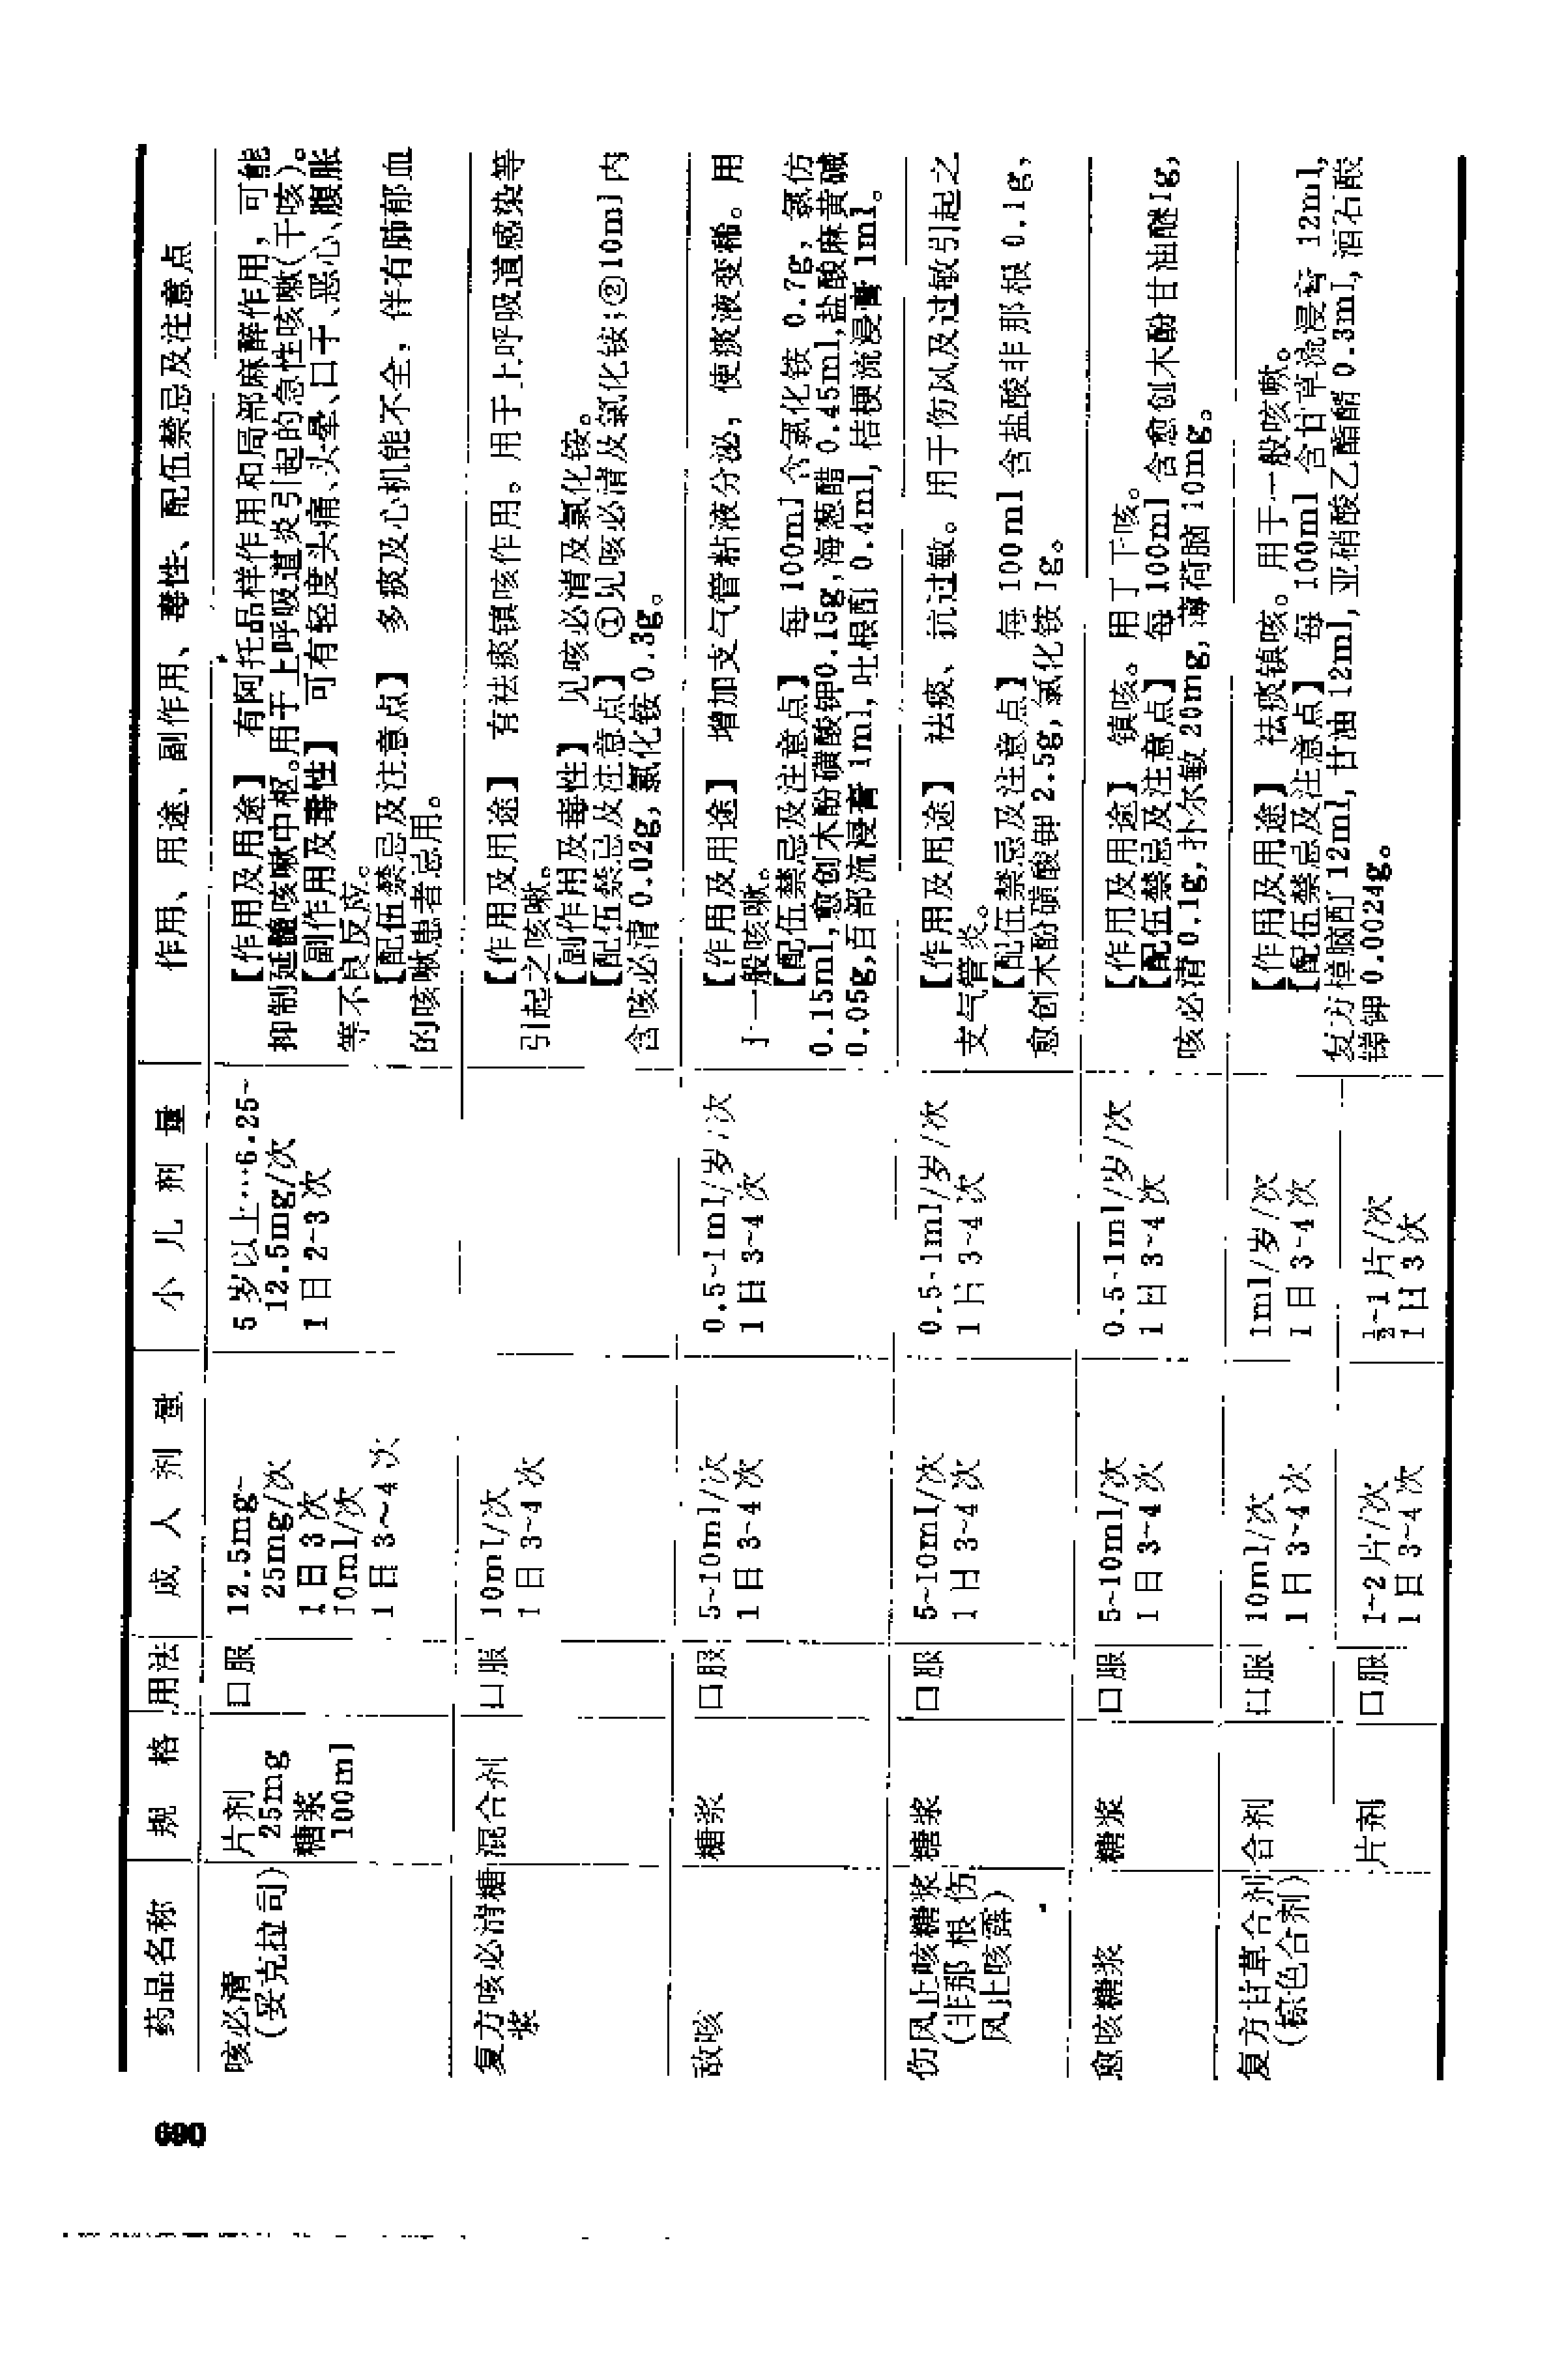 药品名称 规 格 用法 成 人 剂 量 小 儿 剂 量 作用、用途、副作用、毒性、配伍禁忌及注意点
咳必清
(妥克拉司)
片剂
25mg
糖浆
100ml
口服
12.5mg~
25mg/次
1日3次
10ml/次
1日3~4次
5岁以上…6.25~
12.5mg/次
1日2~3次
【作用及用途】 有阿托品样作用和局部麻醉作用，可能
抑制延髓咳嗽中枢。用于上呼吸道炎引起的急性咳嗽(干咳)。
【副作用及毒性】 可有轻度头痛、头晕、口干、恶心、腹胀
等不良反应。
【配伍禁忌及注意点】 多痰及心机能不全，伴有肺郁血
的咳嗽患者忌用。
复方咳必清糖
浆
混合剂
口服
10ml/次
1日3~4次
【作用及用途】 有祛痰镇咳作用。用于上呼吸道感染等
引起之咳嗽。
【副作用及毒性】 见咳必清及氯化铵。
【配伍禁忌及注意点】 ①见咳必清及氯化铵；②10ml内
含咳必清0.02g，氯化铵0.3g。
敌咳
糖浆
口服
5~10ml/次
1日3~4次
0.5~1ml/岁/次
1日3~4次
【作用及用途】 增加支气管粘液分泌，使痰液变稀。用
于一般咳嗽。
【配伍禁忌及注意点】 每100ml含氯化铵0.7g，氯仿
0.15ml，愈创木酚磺酸钾0.15g，海葱醋0.45ml，盐酸麻黄碱
0.05g，百部流浸膏1ml，吐根酊0.4ml，桔梗流浸膏1ml。
伤风止咳糖浆
(非那根伤
风止咳露)
糖浆
口服
5~10ml/次
1日3~4次
0.5~1ml/岁/次
1日3~4次
【作用及用途】 祛痰、抗过敏。用于伤风及过敏引起之
支气管炎。
【配伍禁忌及注意点】 每100ml含盐酸非那根0.1g，
愈创木酚磺酸钾2.5g，氯化铵1g。
愈咳糖浆
糖浆
口服
5~10ml/次
1日3~4次
0.5~1ml/岁/次
1日3~4次
【作用及用途】 镇咳。用于干咳。
【配伍禁忌及注意点】 每100ml含愈创木酚甘油醚1g，
咳必清0.1g，扑尔敏20mg，薄荷脑10mg。
复方甘草合剂
(棕色合剂)
合剂
口服
10ml/次
1日3~4次
1ml/岁/次
1日3~4次
片剂
口服
1~2片/次
1日3~4次
½~1片/次
1日3次
【作用及用途】 祛痰镇咳。用于一般咳嗽。
【配伍禁忌及注意点】 每100ml含甘草流浸膏12ml，
复方樟脑酊12ml，甘油12ml，亚硝酸乙酯醑0.3ml，酒石酸
锑钾0.0024g。
690